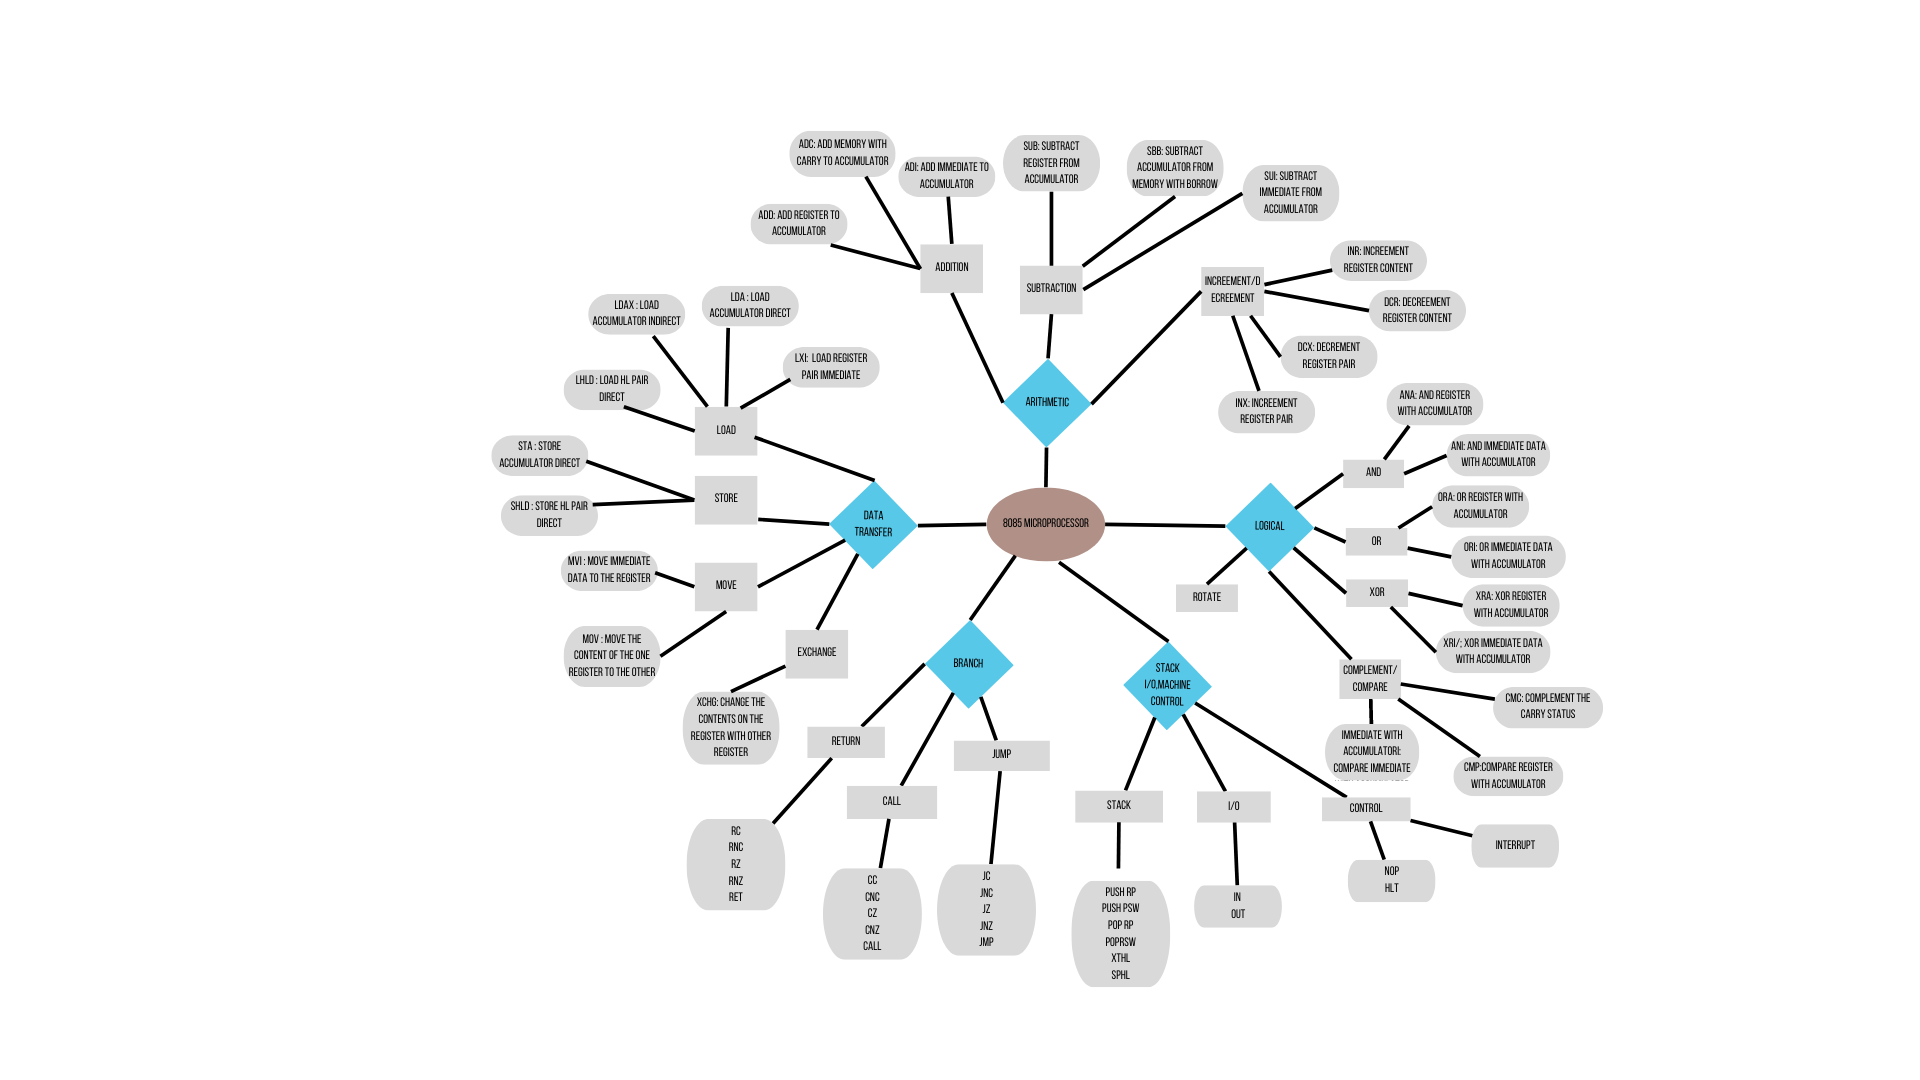 ADC: ADD MEMORY WITH
CARRY TO ACCUMULATOR
ADI: ADD IMMEDIATE TO
ACCUMULATOR
SUB: SUBTRACT
REGISTER FROM
ACCUMULATOR
SBB: SUBTRACT
ACCUMULATOR FROM
MEMORY WITH BORROW
SUI: SUBTRACT
IMMEDIATE FROM
ACCUMULATOR
ADD: ADD REGISTER TO
ACCUMULATOR
ADDITION
SUBTRACTION
INCREEMENT/D
ECREEMENT
INR: INCREEMENT
REGISTER CONTENT
DCR: DECREEMENT
REGISTER CONTENT
DCX: DECREMENT
REGISTER PAIR
INX: INCREEMENT
REGISTER PAIR
ARITHMETIC
LDAX : LOAD
ACCUMULATOR INDIRECT
LDA : LOAD
ACCUMULATOR DIRECT
LXI:  LOAD REGISTER
PAIR IMMEDIATE
LHLD : LOAD HL PAIR
DIRECT
LOAD
STA : STORE
ACCUMULATOR DIRECT
STORE
SHLD : STORE HL PAIR
DIRECT
DATA
TRANSFER
8085 MICROPROCESSOR
MVI : MOVE IMMEDIATE
DATA TO THE REGISTER
MOVE
MOV : MOVE THE
CONTENT OF THE ONE
REGISTER TO THE OTHER
EXCHANGE
XCHG: CHANGE THE
CONTENTS ON THE
REGISTER WITH OTHER
REGISTER
ANA: AND REGISTER
WITH ACCUMULATOR
AND
ANI: AND IMMEDIATE DATA
WITH ACCUMULATOR
ORA: OR REGISTER WITH
ACCUMULATOR
LOGICAL
OR
ORI: OR IMMEDIATE DATA
WITH ACCUMULATOR
ROTATE
XOR
XRA: XOR REGISTER
WITH ACCUMULATOR
XRI/; XOR IMMEDIATE DATA
WITH ACCUMULATOR
COMPLEMENT/
COMPARE
CMC: COMPLEMENT THE
CARRY STATUS
IMMEDIATE WITH
ACCUMULATORI:
COMPARE IMMEDIATE
CMP:COMPARE REGISTER
WITH ACCUMULATOR
BRANCH
RETURN
CALL
JUMP
RC
RNC
RZ
RNZ
RET
CC
CNC
CZ
CNZ
CALL
JC
JNC
JZ
JNZ
JMP
STACK
I/O,MACHINE
CONTROL
STACK
I/O
CONTROL
PUSH RP
PUSH PSW
POP RP
POPRSW
XTHL
SPHL
IN
OUT
NOP
HLT
INTERRUPT